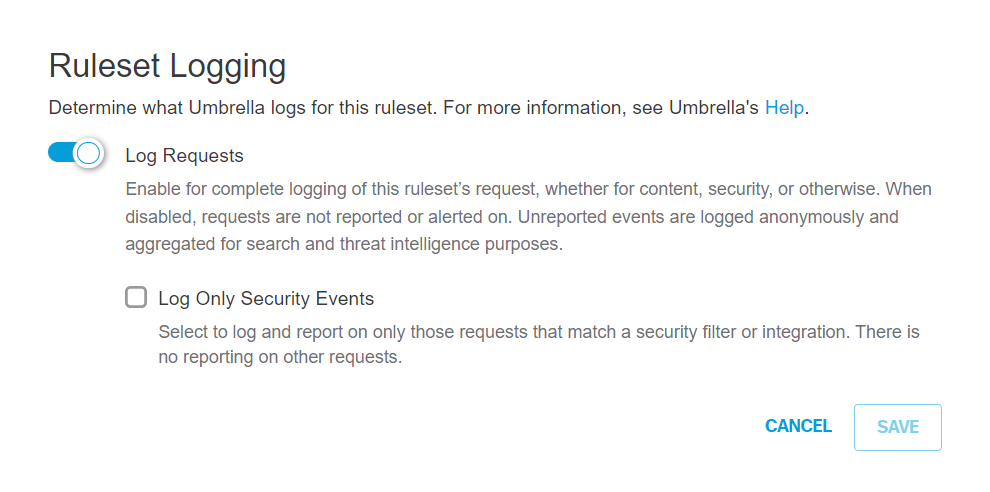 Ruleset Logging
Determine what Umbrella logs for this ruleset. For more information, see Umbrella's Help.
Log Requests
Enable for complete logging of this ruleset’s request, whether for content, security, or otherwise. When
disabled, requests are not reported or alerted on. Unreported events are logged anonymously and
aggregated for search and threat intelligence purposes.
Log Only Security Events
Select to log and report on only those requests that match a security filter or integration. There is
no reporting on other requests.
CANCEL SAVE